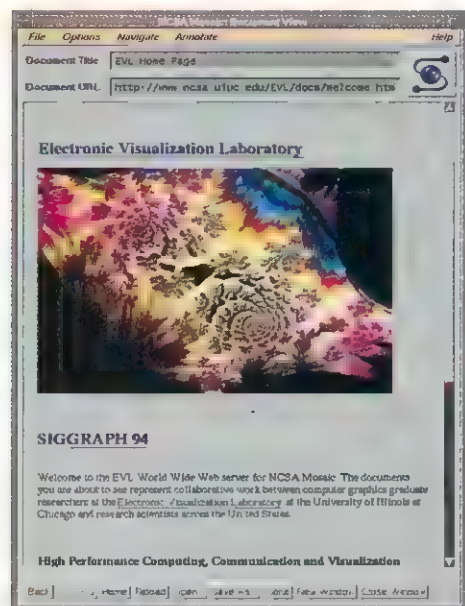 NCSA Mosaic Document View
File Options Navigate Annotate Help
Document Title EVL Home Page
Document URL http://www ncsa uiuc edu/EVL/docs/welcome htm
Electronic Visualization Laboratory
SIGGRAPH 94
Welcome to the EVL World Wide Web server for NCSA Mosaic The documents
you are about to see represent collaborative work between computer graphics graduate
researchers at the Electronic Visualization Laboratory at the University of Illinois at
Chicago and research scientists across the United States
High Performance Computing, Communication and Visualization
Back Home Reload Open Save As New Window Close Window